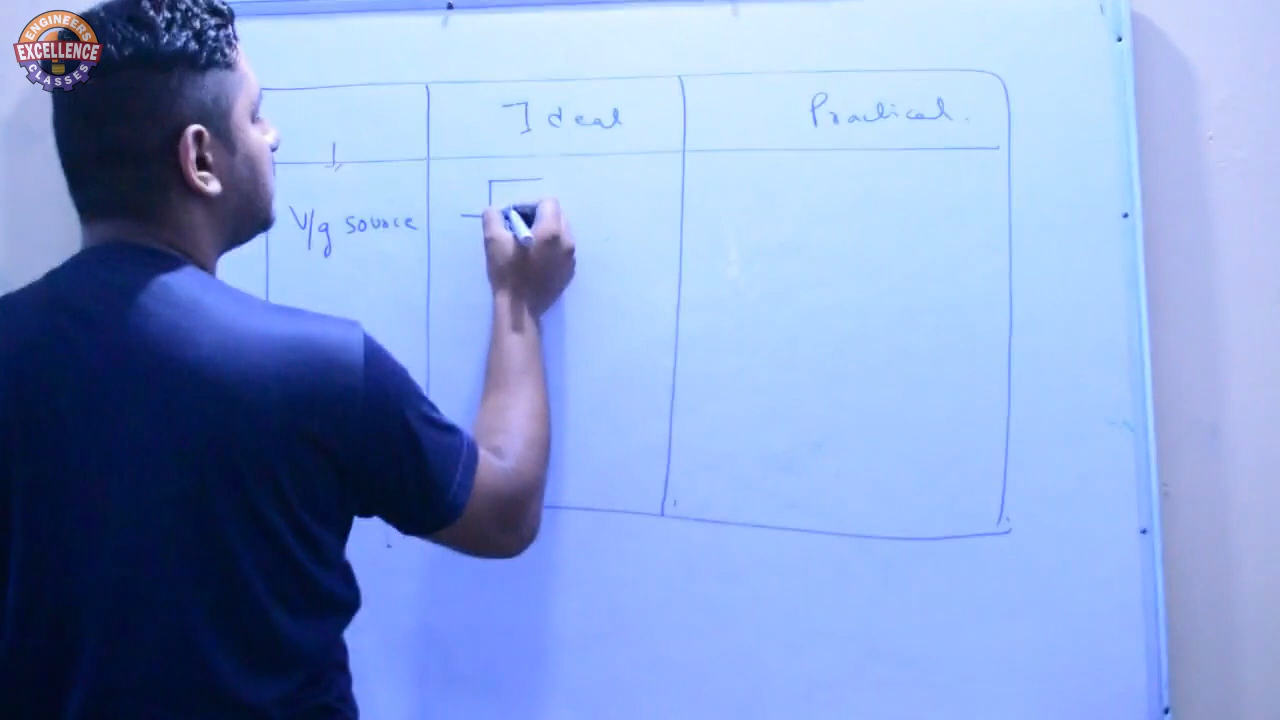 ENGINEERS
EXCELLENCE
CLASSES
Ideal
Practical.
V/g source